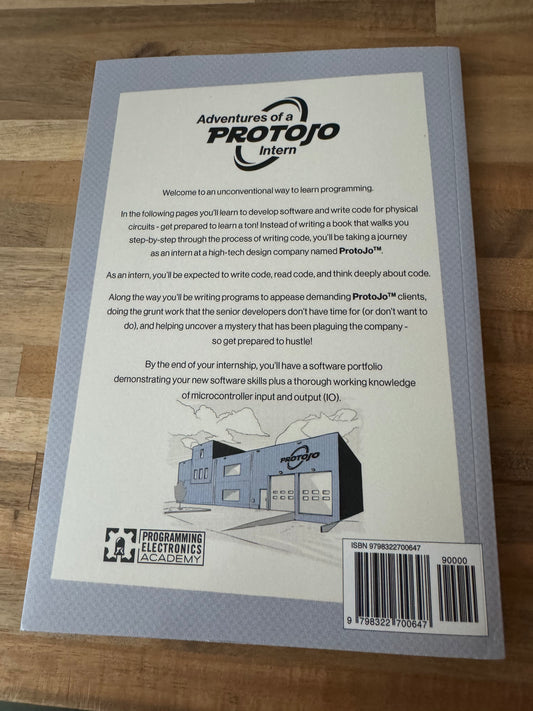 Adventures of a
PROTOJO
Intern
Welcome to an unconventional way to learn programming.
In the following pages you'll learn to develop software and write code for physical
circuits - get prepared to learn a ton! Instead of writing a book that walks you
step-by-step through the process of writing code, you'll be taking a journey
as an intern at a high-tech design company named ProtoJo™.
As an intern, you'll be expected to write code, read code, and think deeply about code.
Along the way you'll be writing programs to appease demanding ProtoJo™ clients,
doing the grunt work that the senior developers don't have time for (or don't want to
do), and helping uncover a mystery that has been plaguing the company -
so get prepared to hustle!
By the end of your internship, you'll have a software portfolio
demonstrating your new software skills plus a thorough working knowledge
of microcontroller input and output (IO).
PROTOJO
PROGRAMMING
ELECTRONICS
ACADEMY
ISBN 9798322700647
90000
9 798322 700647